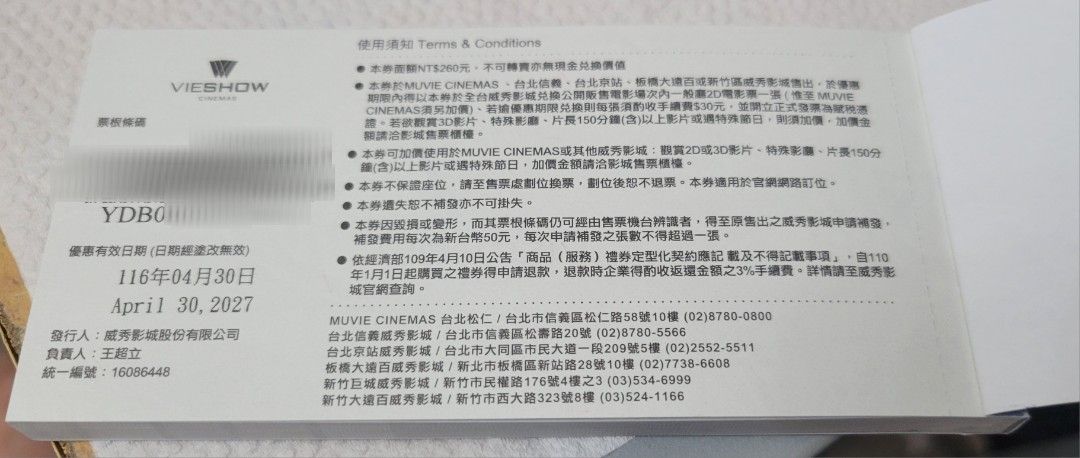 VIESHOW
CINEMAS
票根條碼
YDB0
優惠有效日期 (日期經塗改無效)
116年04月30日
April 30, 2027
發行人：威秀影城股份有限公司
負責人：王超立
統一編號：16086448
使用須知 Terms & Conditions
● 本券面額NT$260元，不可轉賣亦無現金兌換價值
● 本券於MUVIE CINEMAS、台北信義、台北京站、板橋大遠百或新竹區威秀影城售出，於優惠
期限內得以本券於全台威秀影城兌換公開販售電影場次內一般廳2D電影票一張 (惟至 MUVIE
CINEMAS須另加價)、若逾優惠期限兌換則每張須酌收手續費$30元，並開立正式發票為賦稅憑
證。若欲觀賞3D影片、特殊影廳、片長150分鐘(含)以上影片或遇特殊節日，則須加價，加價金
額請洽影城售票櫃檯。
● 本券可加價使用於MUVIE CINEMAS或其他威秀影城：觀賞2D或3D影片、特殊影廳、片長150分
鐘(含)以上影片或遇特殊節日，加價金額請洽影城售票櫃檯。
● 本券不保證座位，請至售票處劃位換票，劃位後恕不退票。本券適用於官網網路訂位。
● 本券遺失恕不補發亦不可掛失。
● 本券因毀損或變形，而其票根條碼仍可經由售票機台辨識者，得至原售出之威秀影城申請補發，
補發費用每次為新台幣50元，每次申請補發之張數不得超過一張。
● 依經濟部109年4月10日公告「商品（服務）禮券定型化契約應記 載及不得記載事項」，自110
年1月1日起購買之禮券得申請退款，退款時企業得酌收返還金額之3%手續費。詳情請至威秀影
城官網查詢。
MUVIE CINEMAS 台北松仁 / 台北市信義區松仁路58號10樓 (02)8780-0800
台北信義威秀影城 / 台北市信義區松壽路20號 (02)8780-5566
台北京站威秀影城 / 台北市大同區市民大道一段209號5樓 (02)2552-5511
板橋大遠百威秀影城 / 新北市板橋區新站路28號10樓 (02)7738-6608
新竹巨城威秀影城 / 新竹市民權路176號4樓之3 (03)534-6999
新竹大遠百威秀影城 / 新竹市西大路323號8樓 (03)524-1166